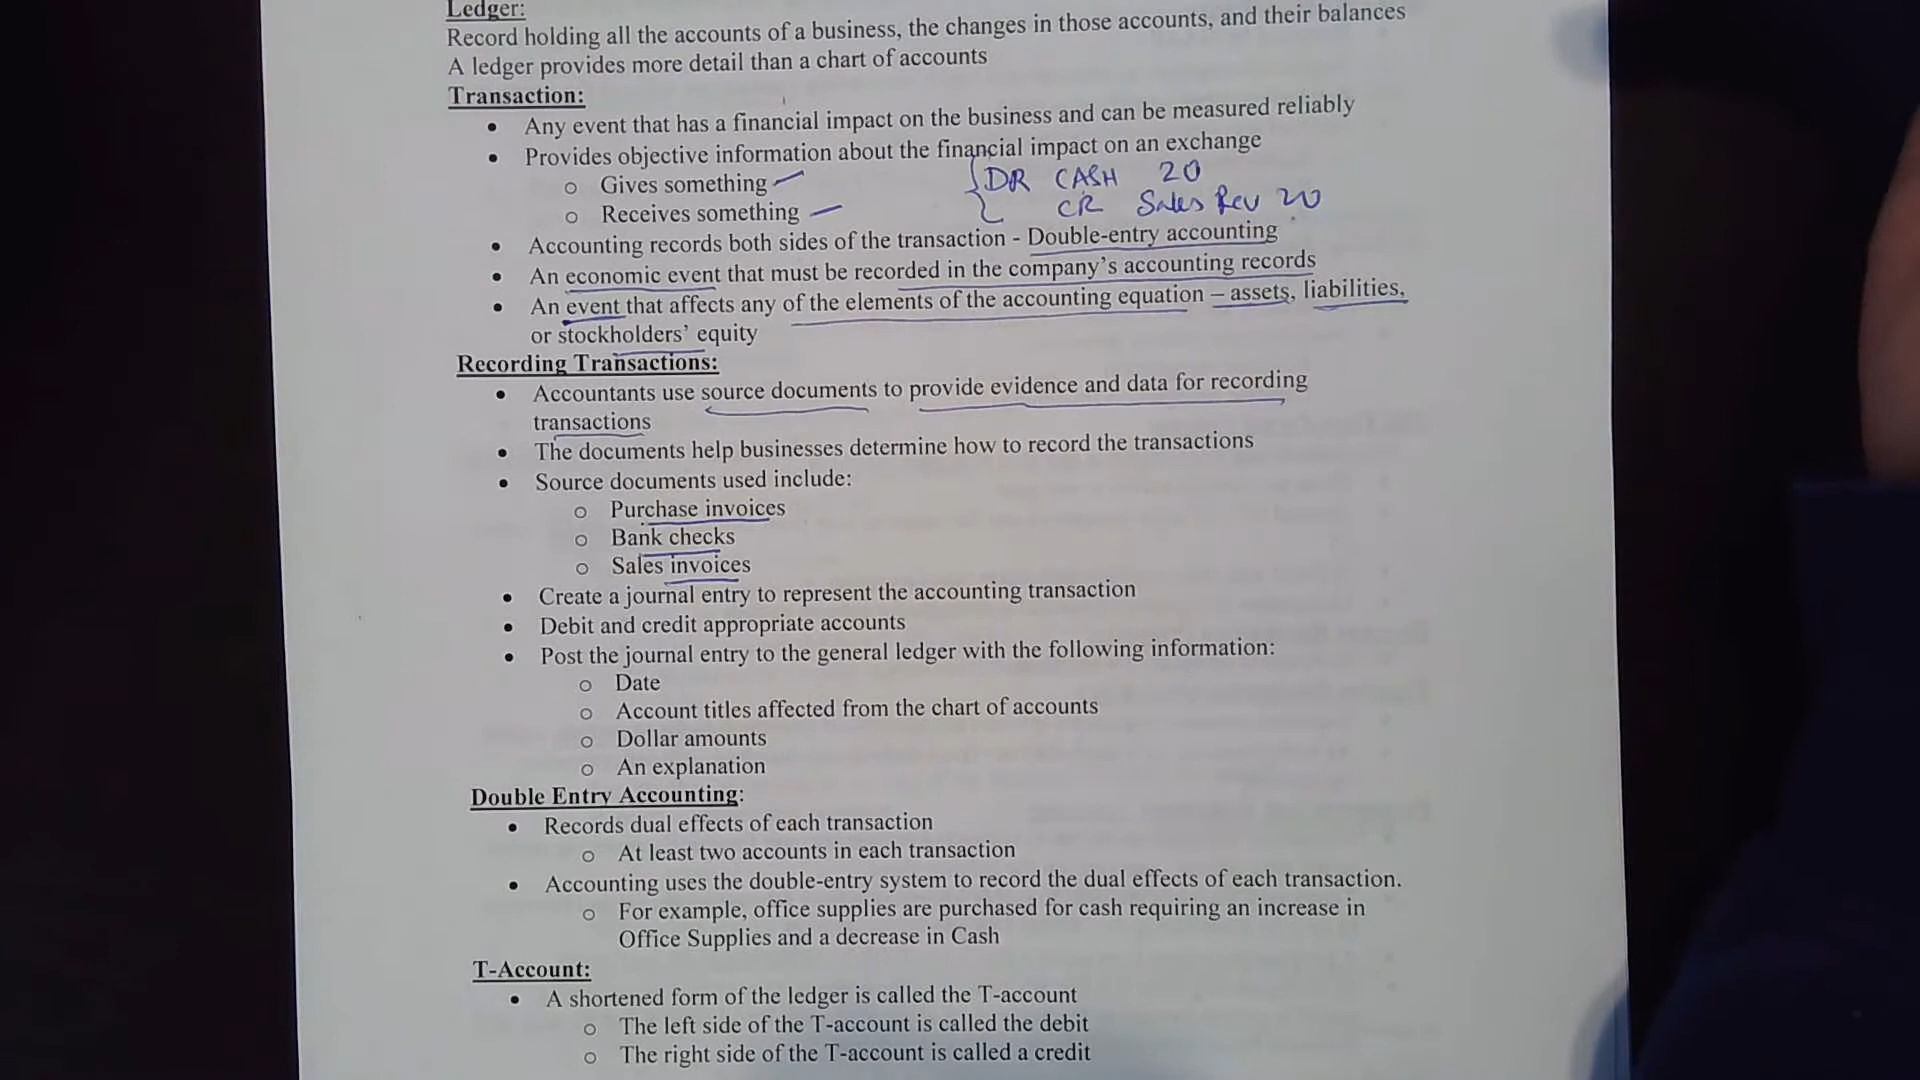 Ledger:
Record holding all the accounts of a business, the changes in those accounts, and their balances
A ledger provides more detail than a chart of accounts
Transaction:
• Any event that has a financial impact on the business and can be measured reliably
• Provides objective information about the financial impact on an exchange
o Gives something
DR CASH 20
o Receives something
CR Sales Rev 20
• Accounting records both sides of the transaction - Double-entry accounting
• An economic event that must be recorded in the company's accounting records
• An event that affects any of the elements of the accounting equation – assets, liabilities,
or stockholders' equity
Recording Transactions:
• Accountants use source documents to provide evidence and data for recording
transactions
• The documents help businesses determine how to record the transactions
• Source documents used include:
o Purchase invoices
o Bank checks
o Sales invoices
• Create a journal entry to represent the accounting transaction
• Debit and credit appropriate accounts
• Post the journal entry to the general ledger with the following information:
o Date
o Account titles affected from the chart of accounts
o Dollar amounts
o An explanation
Double Entry Accounting:
• Records dual effects of each transaction
o At least two accounts in each transaction
• Accounting uses the double-entry system to record the dual effects of each transaction.
o For example, office supplies are purchased for cash requiring an increase in
Office Supplies and a decrease in Cash
T-Account:
• A shortened form of the ledger is called the T-account
o The left side of the T-account is called the debit
o The right side of the T-account is called a credit